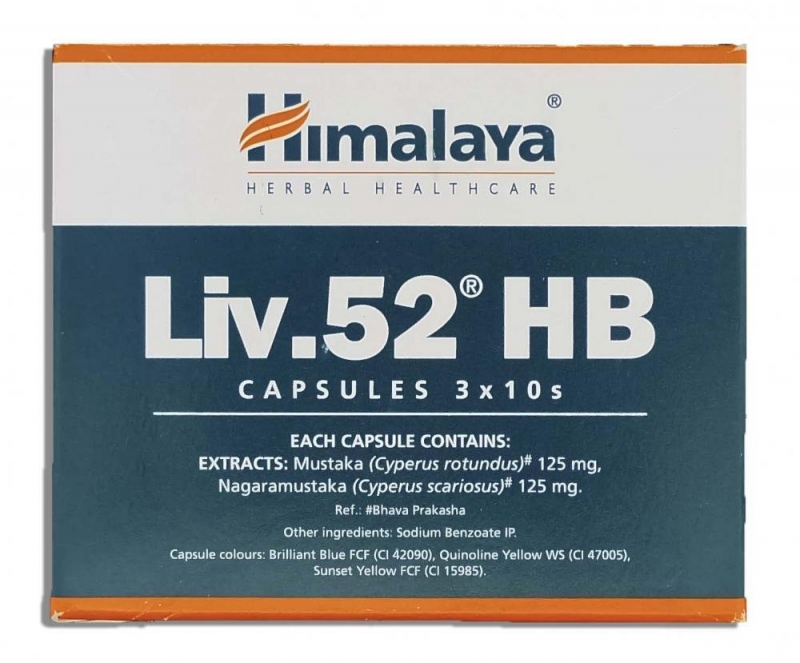 Himalaya®
HERBAL HEALTHCARE
Liv.52® HB
CAPSULES 3 x 10s
EACH CAPSULE CONTAINS:
EXTRACTS: Mustaka (Cyperus rotundus)# 125 mg,
Nagaramustaka (Cyperus scariosus)# 125 mg.
Ref.: #Bhava Prakasha
Other ingredients: Sodium Benzoate IP.
Capsule colours: Brilliant Blue FCF (CI 42090), Quinoline Yellow WS (CI 47005),
Sunset Yellow FCF (CI 15985).